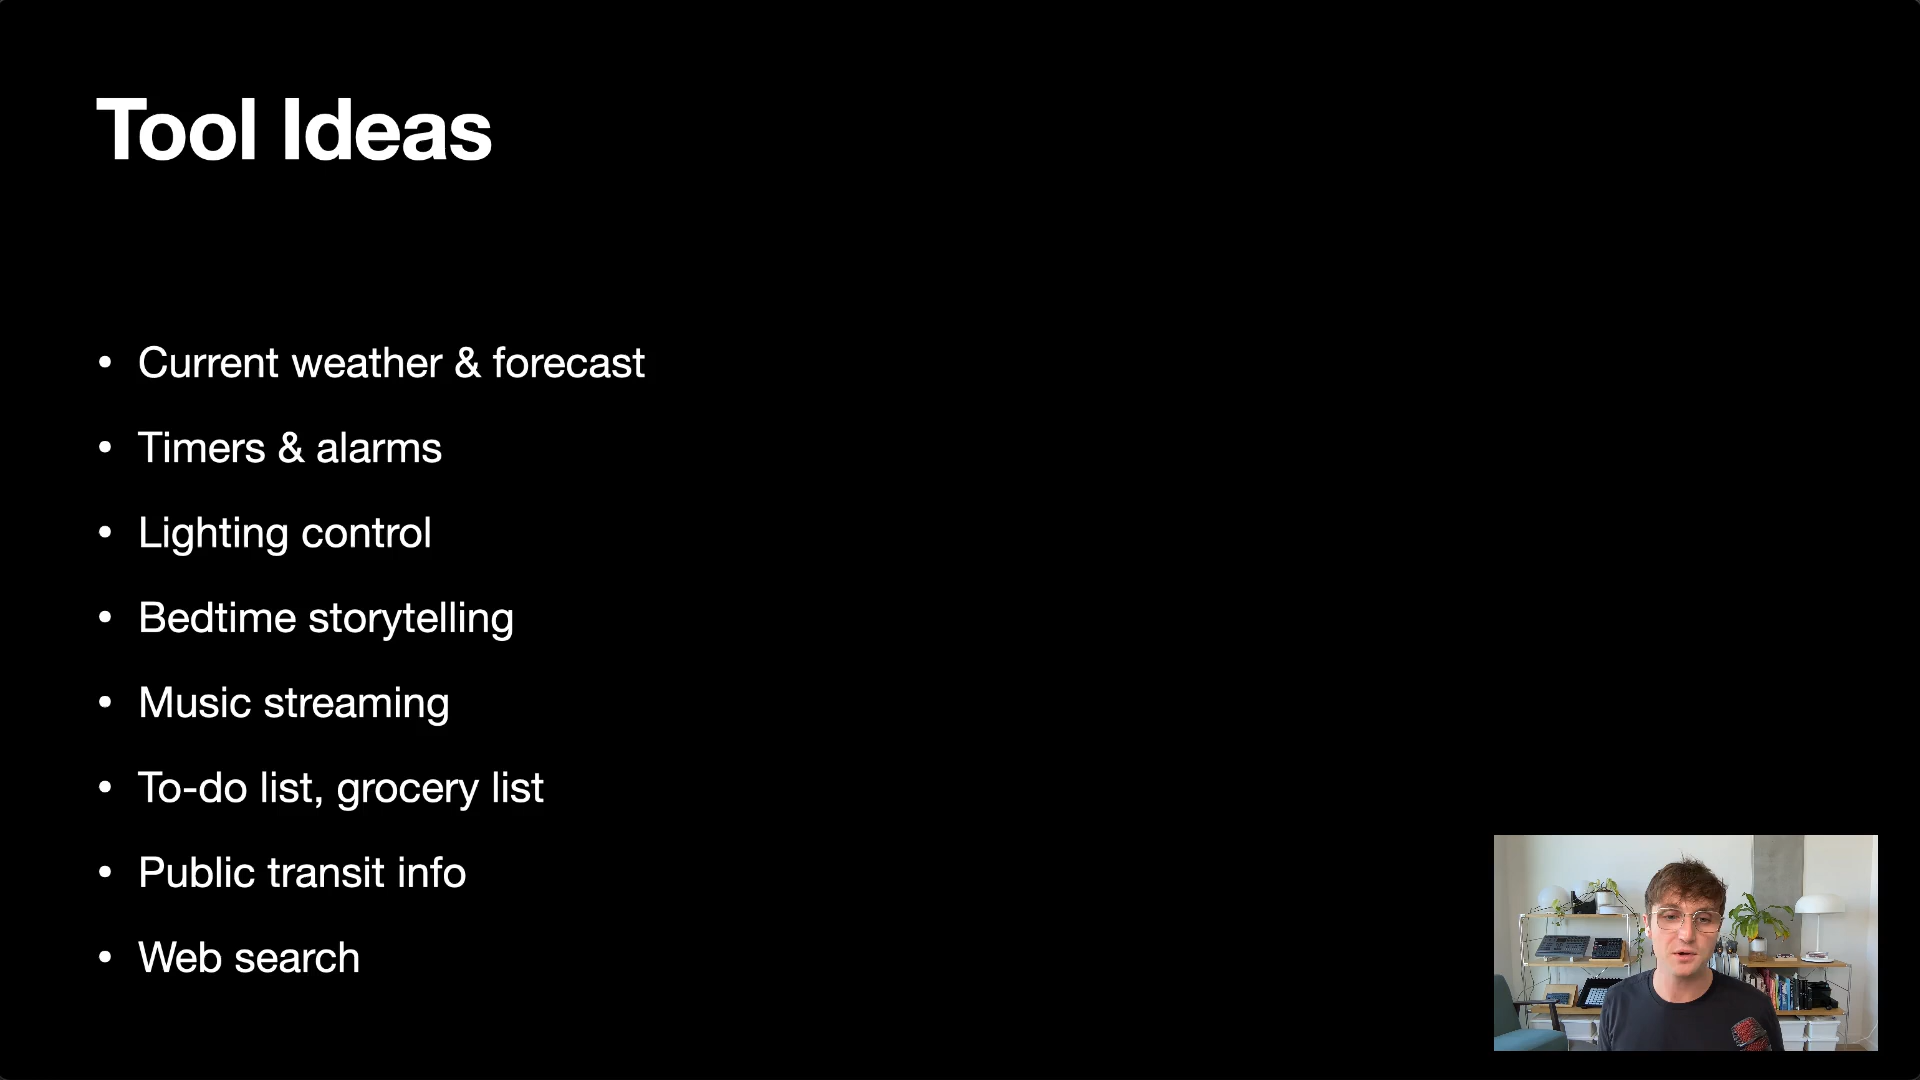 Tool Ideas
• Current weather & forecast
• Timers & alarms
• Lighting control
• Bedtime storytelling
• Music streaming
• To-do list, grocery list
• Public transit info
• Web search